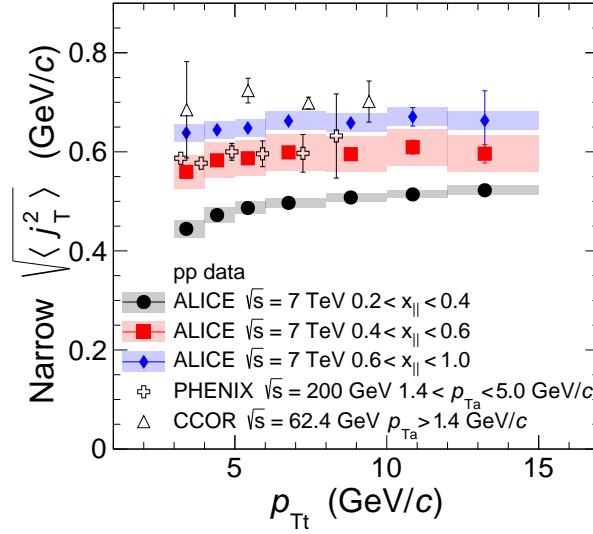 Narrow √⟨j_T^2⟩ (GeV/c)
0.8
0.6
0.4
0.2
0
pp data
ALICE √s = 7 TeV 0.2< x_|| <0.4
ALICE √s = 7 TeV 0.4< x_|| <0.6
ALICE √s = 7 TeV 0.6< x_|| <1.0
PHENIX √s = 200 GeV 1.4< p_Ta <5.0 GeV/c
CCOR √s = 62.4 GeV p_Ta >1.4 GeV/c
5 10 15
p_Tt (GeV/c)